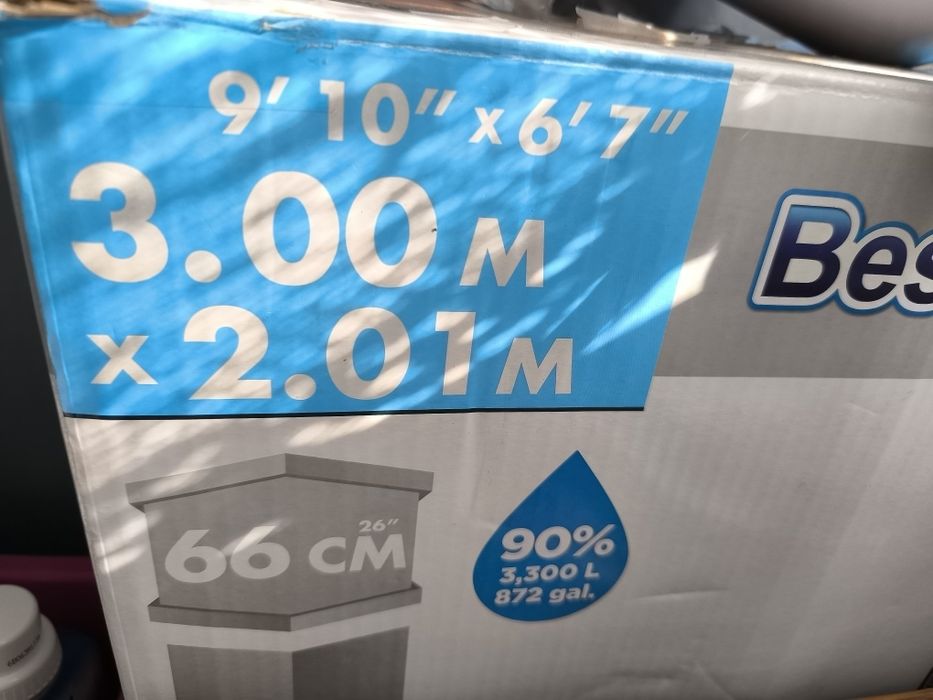 9' 10" x 6' 7"
3.00 M
x 2.01 M
Bes
26"
66 CM
90%
3,300 L
872 gal.